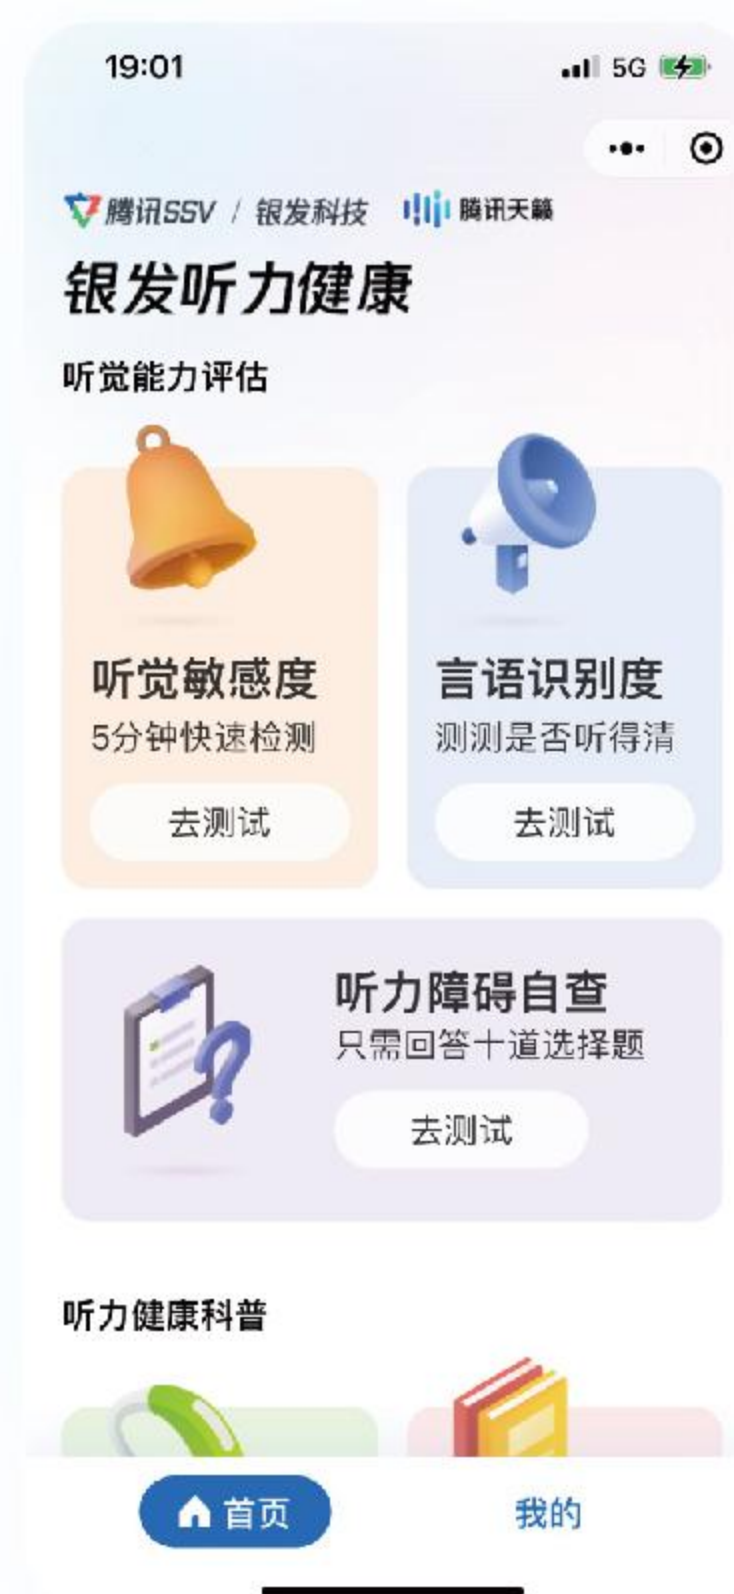 19:01 5G
腾讯SSV / 银发科技 腾讯天籁
银发听力健康
听觉能力评估
听觉敏感度
5分钟快速检测
去测试
言语识别度
测测是否听得清
去测试
听力障碍自查
只需回答十道选择题
去测试
听力健康科普
首页
我的